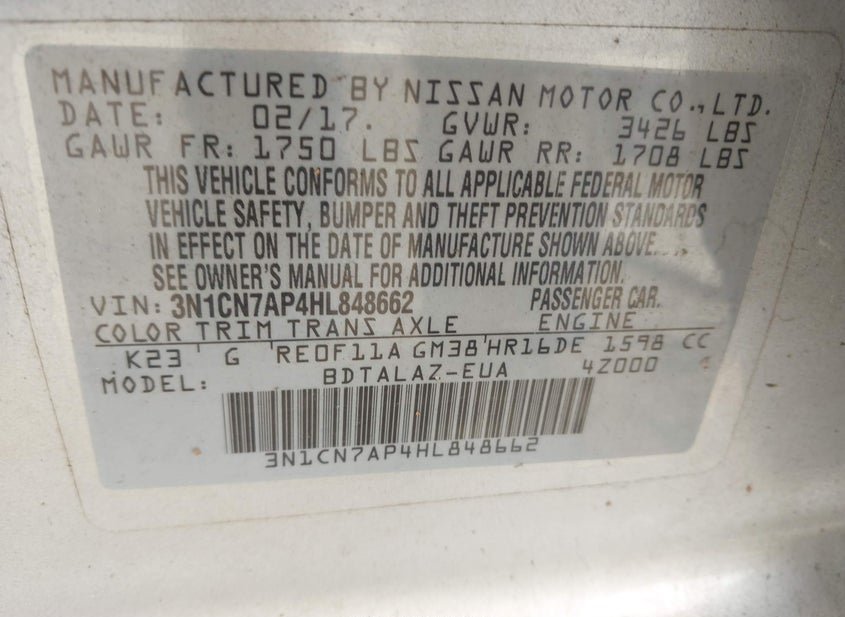 MANUFACTURED BY NISSAN MOTOR CO.,LTD.
DATE: 02/17. GVWR: 3426 LBS
GAWR FR: 1750 LBS GAWR RR: 1708 LBS
THIS VEHICLE CONFORMS TO ALL APPLICABLE FEDERAL MOTOR
VEHICLE SAFETY, BUMPER AND THEFT PREVENTION STANDARDS
IN EFFECT ON THE DATE OF MANUFACTURE SHOWN ABOVE.
SEE OWNER'S MANUAL FOR ADDITIONAL INFORMATION.
VIN: 3N1CN7AP4HL848662 PASSENGER CAR.
COLOR TRIM TRANS AXLE ENGINE
K23 G RE0F11A GM38 HR16DE 1598 CC
MODEL: BDTALAZ-EUA 4Z000
3N1CN7AP4HL848662